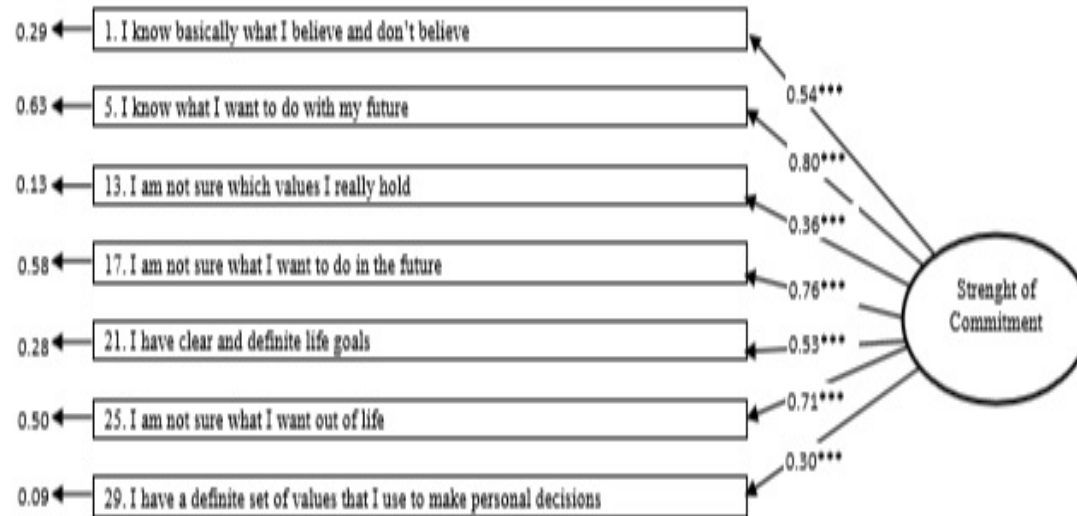 0.29 1. I know basically what I believe and don't believe
0.54***
0.63 5. I know what I want to do with my future
0.80***
0.13 13. I am not sure which values I really hold
0.36***
0.58 17. I am not sure what I want to do in the future
0.76***
Strenght of
Commitment
0.28 21. I have clear and definite life goals
0.53***
0.50 25. I am not sure what I want out of life
0.71***
0.30***
0.09 29. I have a definite set of values that I use to make personal decisions